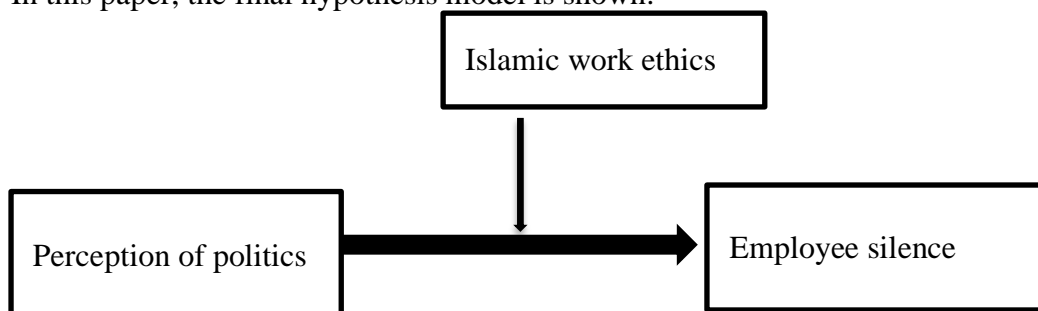 In this paper, the final hypothesis model is shown:
Islamic work ethics
Perception of politics
Employee silence